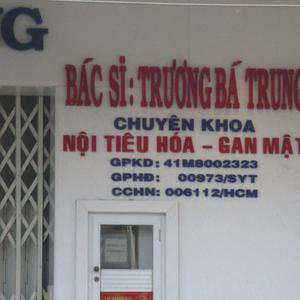 NG
BÁC SĨ: TRƯƠNG BÁ TRUNG
CHUYÊN KHOA
NỘI TIÊU HÓA - GAN MẬT
GPKD: 41M8002323
GPHĐ: 00973/SYT
CCHN: 006112/HCM